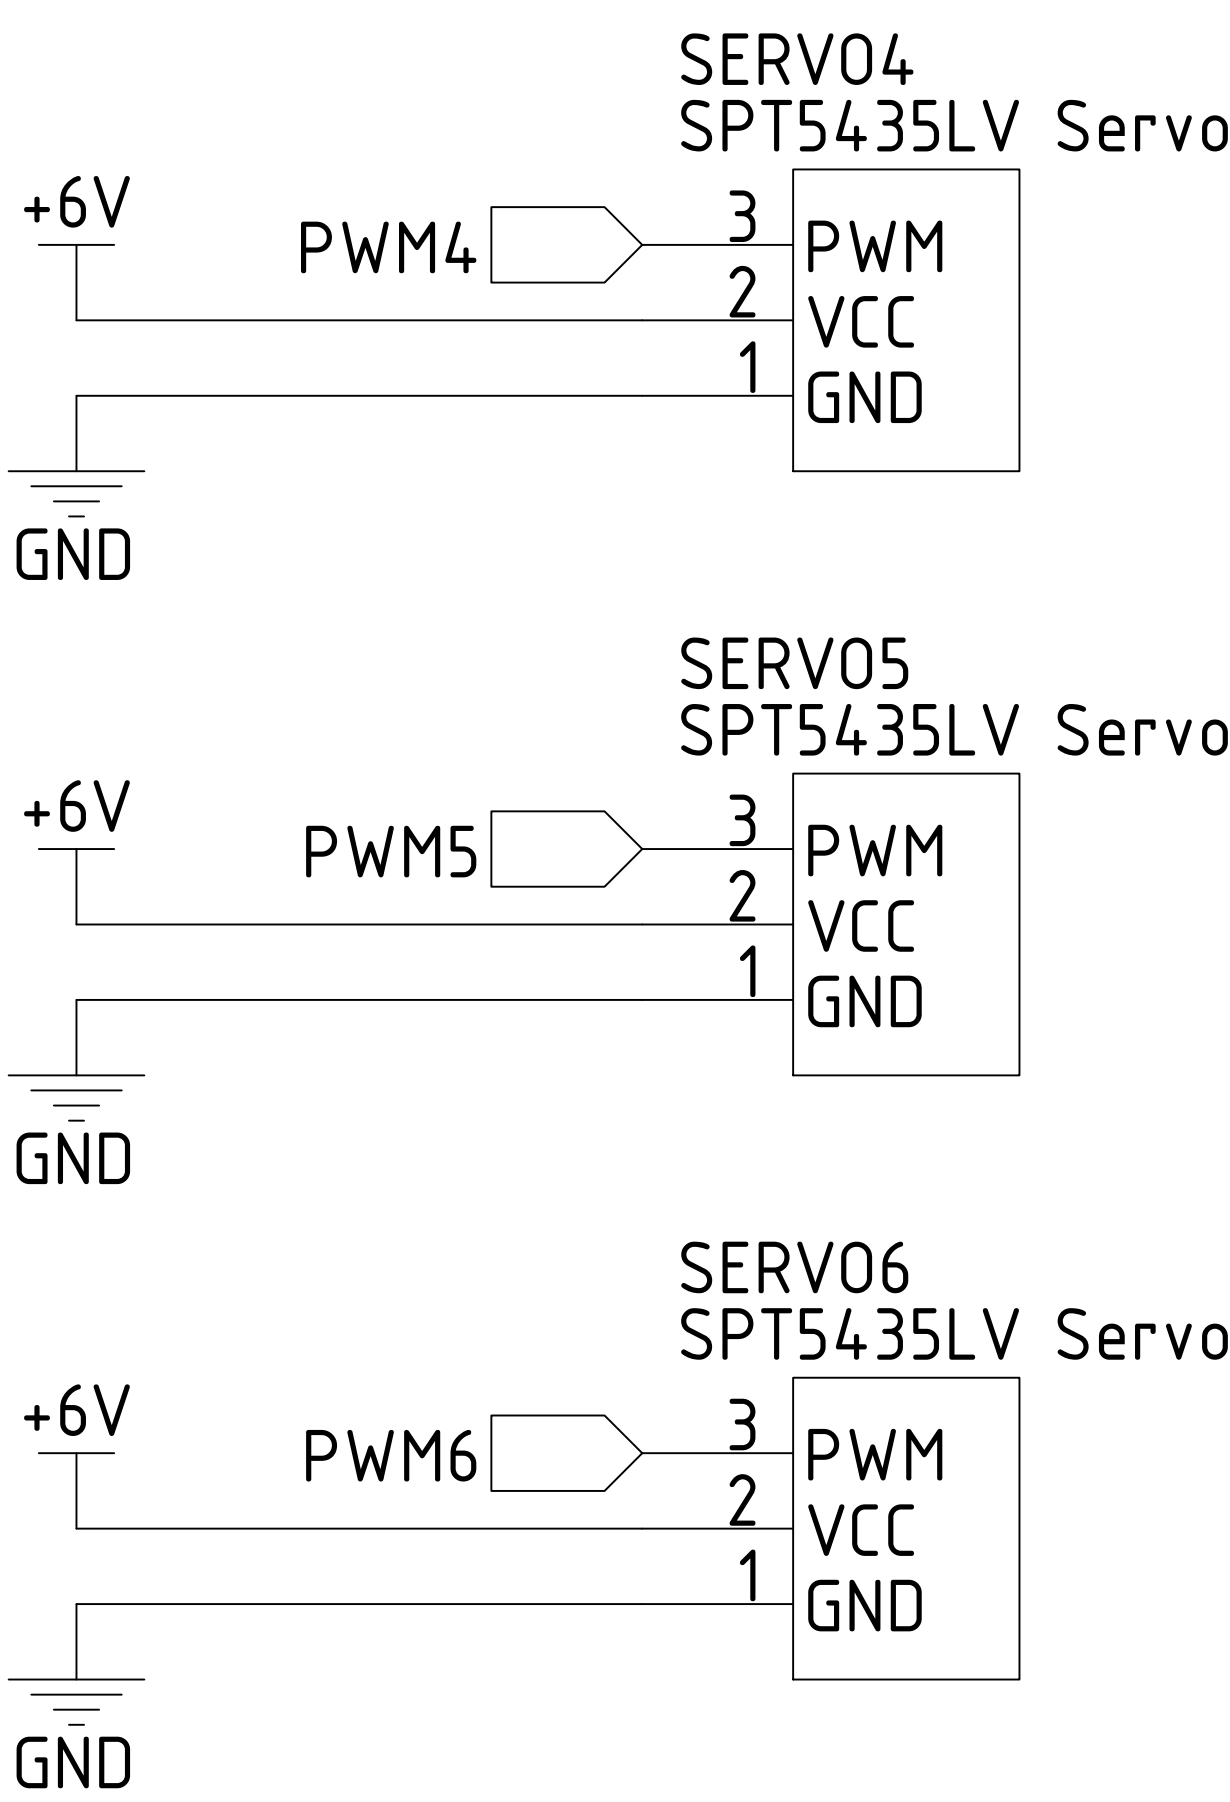 SERVO4
SPT5435LV Servo
+6V
PWM4
3
PWM
2
VCC
1
GND
GND
SERVO5
SPT5435LV Servo
+6V
PWM5
3
PWM
2
VCC
1
GND
GND
SERVO6
SPT5435LV Servo
+6V
PWM6
3
PWM
2
VCC
1
GND
GND